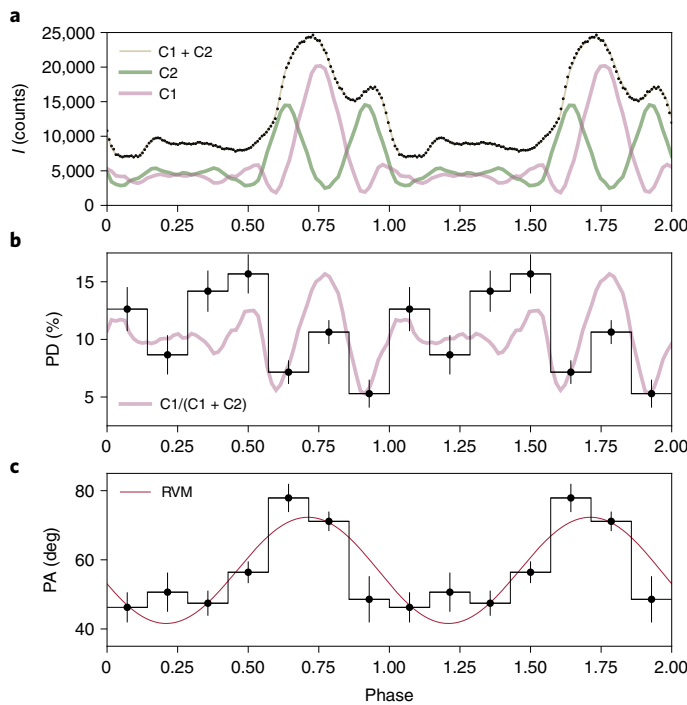 a
I (counts)
25,000
20,000
15,000
10,000
5,000
0
C1 + C2
C2
C1
0 0.25 0.50 0.75 1.00 1.25 1.50 1.75 2.00
b
PD (%)
15
10
5
C1/(C1 + C2)
0 0.25 0.50 0.75 1.00 1.25 1.50 1.75 2.00
c
PA (deg)
80
60
40
RVM
0 0.25 0.50 0.75 1.00 1.25 1.50 1.75 2.00
Phase